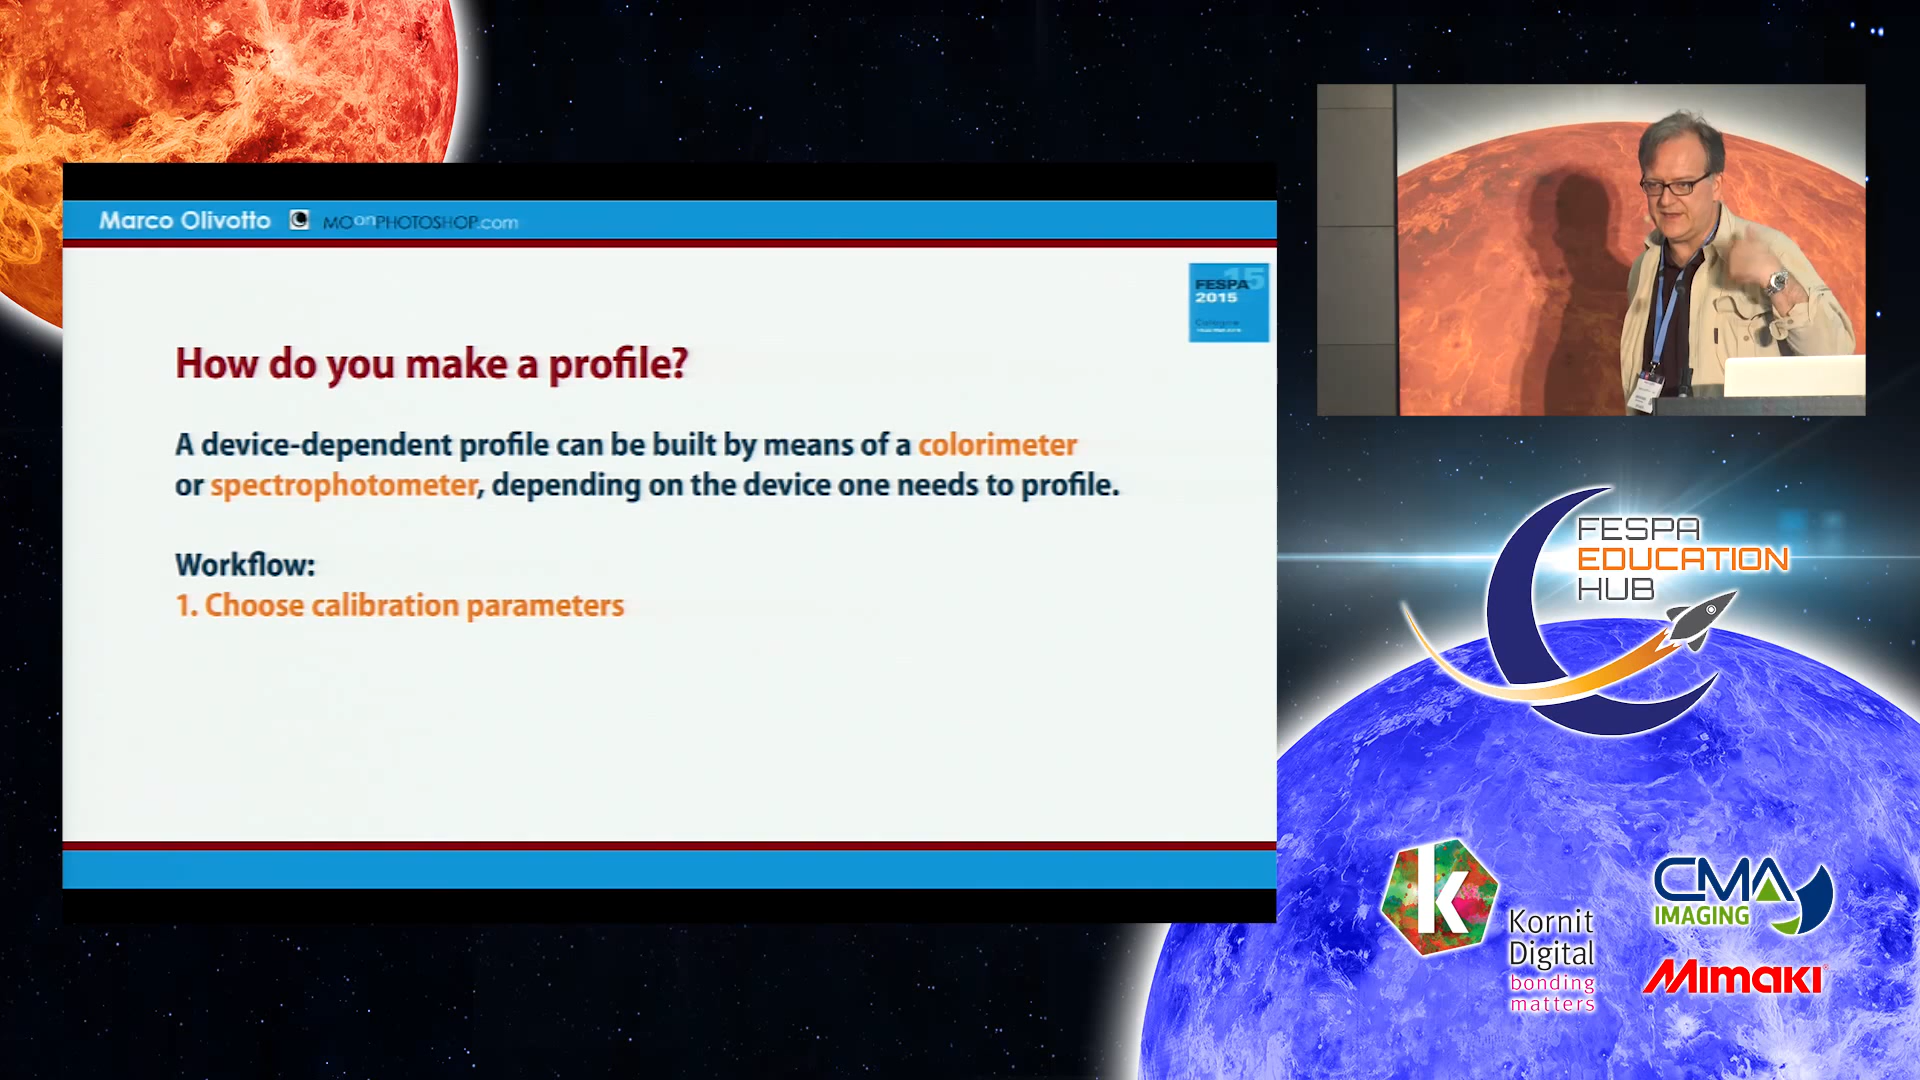 Marco Olivotto MOonPHOTOSHOP.com
FESPA 15
2015
Cologne
How do you make a profile?
A device-dependent profile can be built by means of a colorimeter
or spectrophotometer, depending on the device one needs to profile.
Workflow:
1. Choose calibration parameters
FESPA
EDUCATION
HUB
k
Kornit
Digital
bonding
matters
CMA
IMAGING
Mimaki